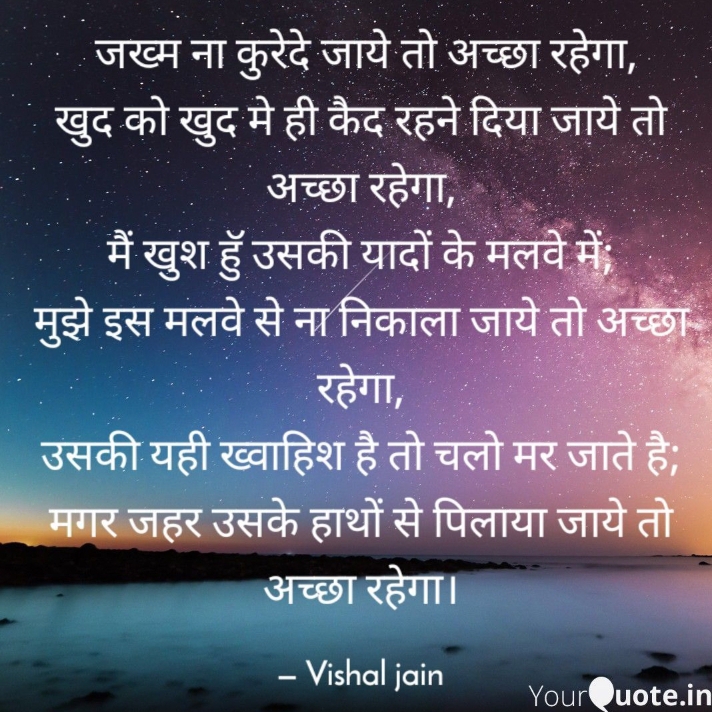 जख्म ना कुरेदे जाये तो अच्छा रहेगा,
खुद को खुद मे ही कैद रहने दिया जाये तो
अच्छा रहेगा,
मैं खुश हुॅ उसकी यादों के मलवे में;
मुझे इस मलवे से ना निकाला जाये तो अच्छा
रहेगा,
उसकी यही ख्वाहिश है तो चलो मर जाते है;
मगर जहर उसके हाथों से पिलाया जाये तो
अच्छा रहेगा।
– Vishal jain
YourQuote.in